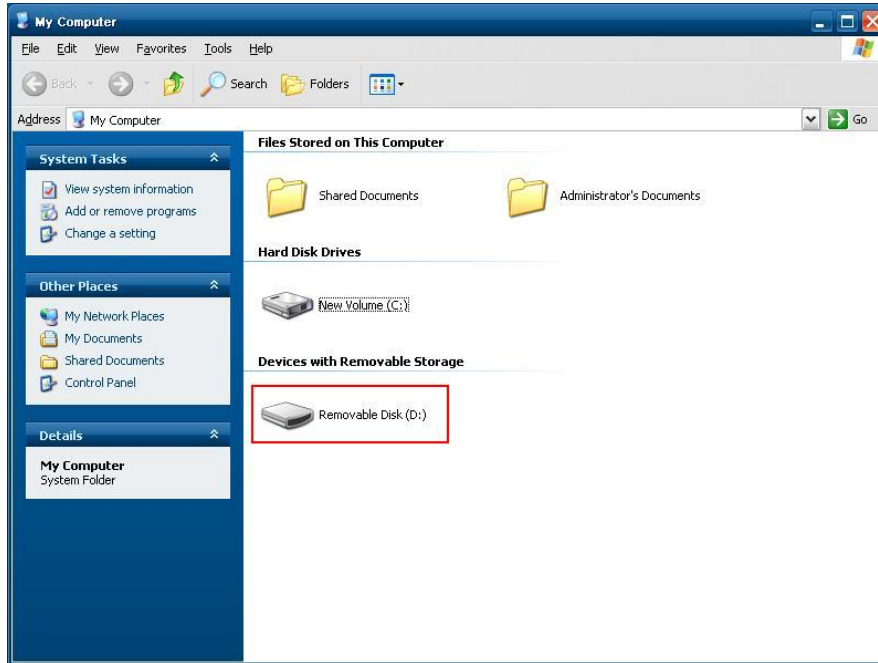 My Computer
File Edit View Favorites Tools Help
Back Search Folders
Address My Computer Go
System Tasks
View system information
Add or remove programs
Change a setting
Other Places
My Network Places
My Documents
Shared Documents
Control Panel
Details
My Computer
System Folder
Files Stored on This Computer
Shared Documents Administrator's Documents
Hard Disk Drives
New Volume (C:)
Devices with Removable Storage
Removable Disk (D:)